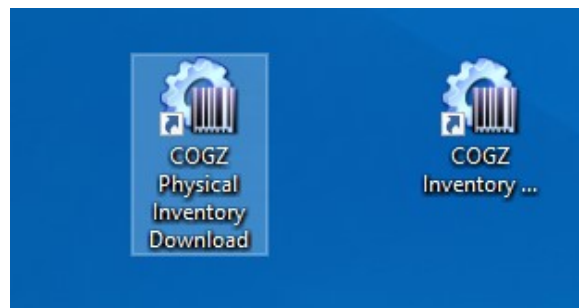 COGZ
Physical
Inventory
Download
COGZ
Inventory ...